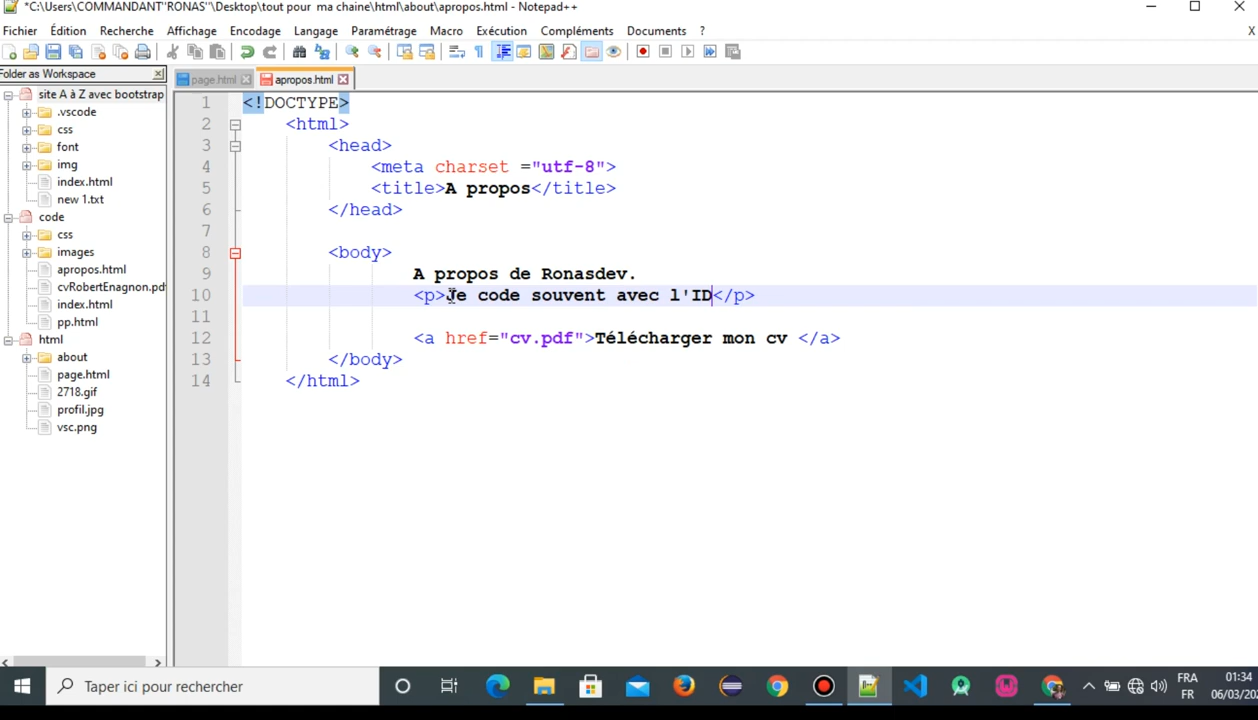 *C:\Users\COMMANDANT"RONAS"\Desktop\tout pour ma chaine\html\about\apropos.html - Notepad++
Fichier Édition Recherche Affichage Encodage Langage Paramétrage Macro Exécution Compléments Documents ? X
Folder as Workspace
page.html apropos.html
site A à Z avec bootstrap
.vscode
css
font
img
index.html
new 1.txt
code
css
images
apropos.html
cvRobertEnagnon.pd
index.html
pp.html
html
about
page.html
2718.gif
profil.jpg
vsc.png
1 <!DOCTYPE>
2 <html>
3 <head>
4 <meta charset ="utf-8">
5 <title>A propos</title>
6 </head>
7
8 <body>
9 A propos de Ronasdev.
10 <p>Je code souvent avec l'ID</p>
11
12 <a href="cv.pdf">Télécharger mon cv </a>
13 </body>
14 </html>
Taper ici pour rechercher
FRA
FR
01:34
06/03/202